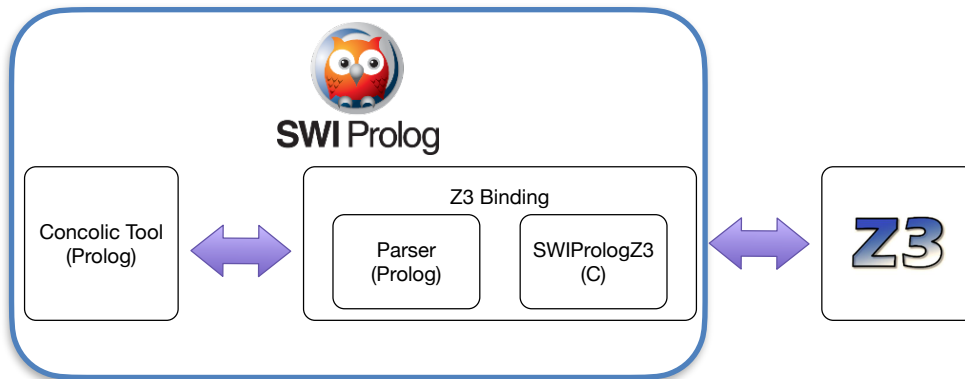 SWI Prolog
Concolic Tool
(Prolog)
Z3 Binding
Parser
(Prolog)
SWIPrologZ3
(C)
Z3